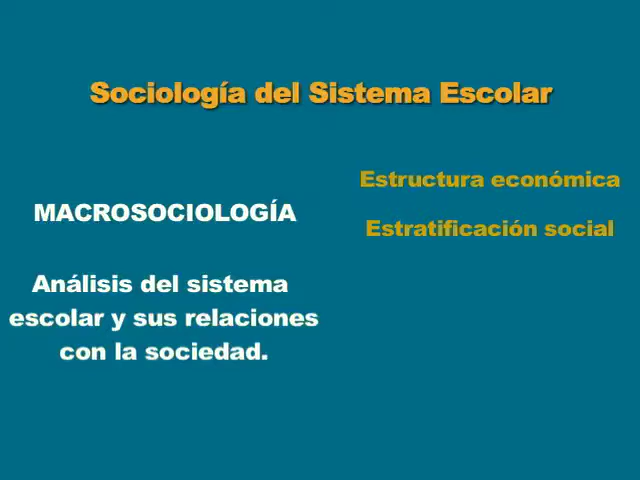 Sociología del Sistema Escolar
MACROSOCIOLOGÍA
Análisis del sistema
escolar y sus relaciones
con la sociedad.
Estructura económica
Estratificación social